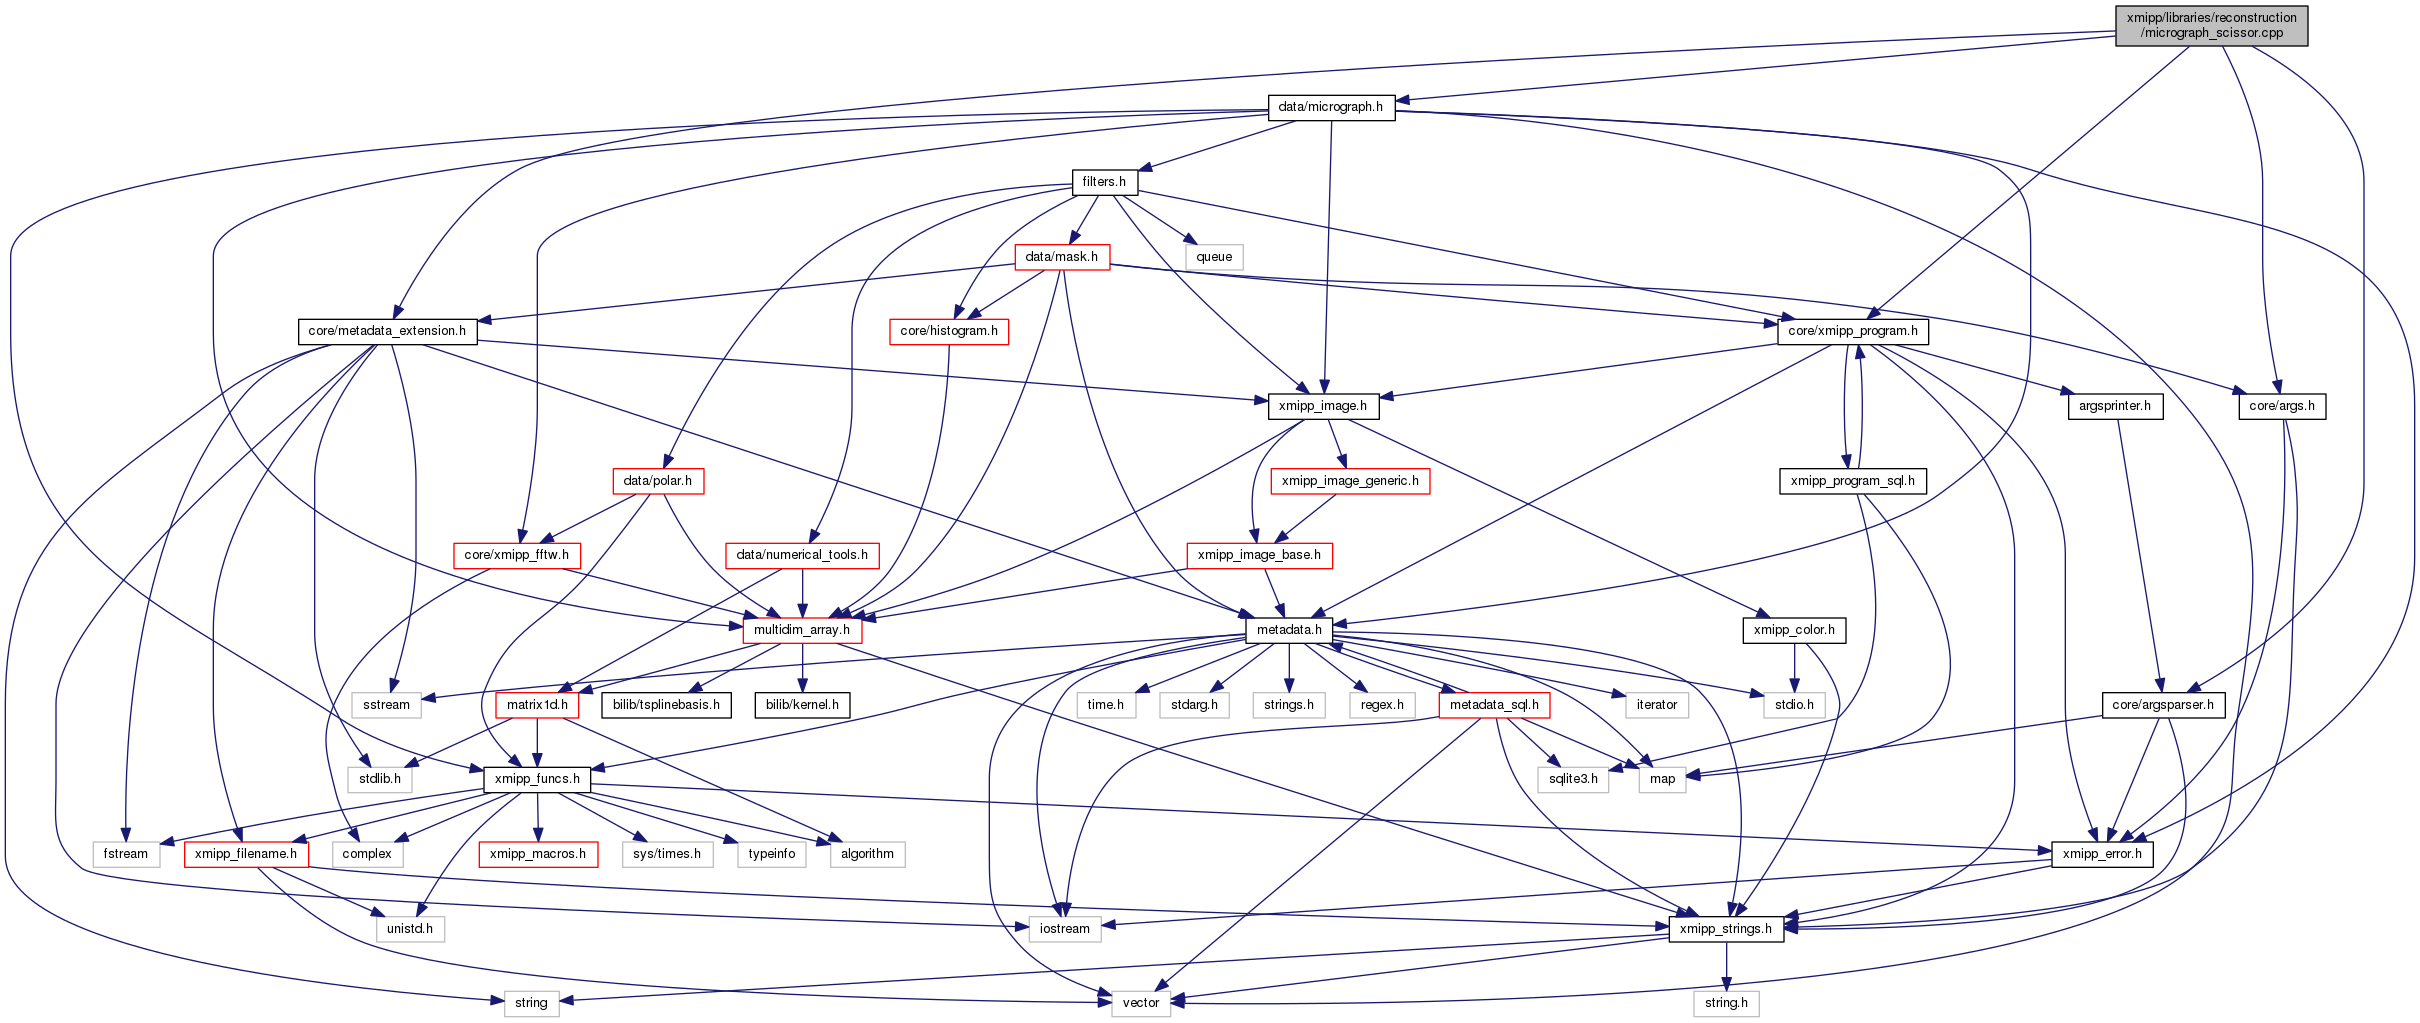 xmipp/libraries/reconstruction
/micrograph_scissor.cpp
data/micrograph.h
filters.h
data/mask.h
queue
core/metadata_extension.h
core/histogram.h
core/xmipp_program.h
xmipp_image.h
argsprinter.h
core/args.h
data/polar.h
xmipp_image_generic.h
xmipp_program_sql.h
core/xmipp_fftw.h
data/numerical_tools.h
xmipp_image_base.h
multidim_array.h
metadata.h
xmipp_color.h
sstream
matrix1d.h
bilib/tsplinebasis.h
bilib/kernel.h
time.h
stdarg.h
strings.h
regex.h
metadata_sql.h
iterator
stdio.h
core/argsparser.h
stdlib.h
xmipp_funcs.h
sqlite3.h
map
fstream
xmipp_filename.h
complex
xmipp_macros.h
sys/times.h
typeinfo
algorithm
xmipp_error.h
unistd.h
iostream
xmipp_strings.h
string
vector
string.h